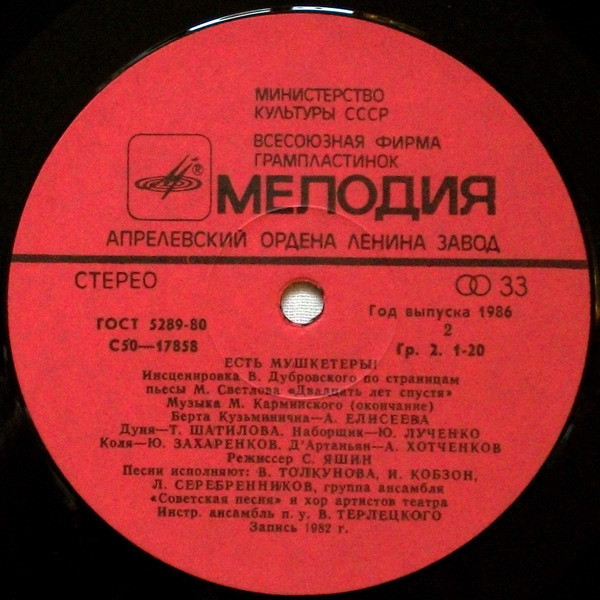 МИНИСТЕРСТВО
КУЛЬТУРЫ СССР
ВСЕСОЮЗНАЯ ФИРМА
ГРАМПЛАСТИНОК
®
МЕЛОДИЯ
АПРЕЛЕВСКИЙ ОРДЕНА ЛЕНИНА ЗАВОД
СТЕРЕО
33
ГОСТ 5289-80
Год выпуска 1986
2
С50—17858
Гр. 2. 1-20
ЕСТЬ МУШКЕТЕРЫ!
Инсценировка В. Дубровского по страницам
пьесы М. Светлова «Двадцать лет спустя»
Музыка М. Карминского (окончание)
Берта Кузьминична—А. ЕЛИСЕЕВА
Дуня—Т. ШАТИЛОВА, Наборщик—Ю. ЛУЧЕНКО
Коля—Ю. ЗАХАРЕНКОВ, Д'Артаньян—А. ХОТЧЕНКОВ
Режиссер С. ЯШИН
Песни исполняют: В. ТОЛКУНОВА, И. КОБЗОН,
Л. СЕРЕБРЕННИКОВ, группа ансамбля
«Советская песня» и хор артистов театра
Инстр. ансамбль п. у В. ТЕРЛЕЦКОГО
Запись 1982 г.